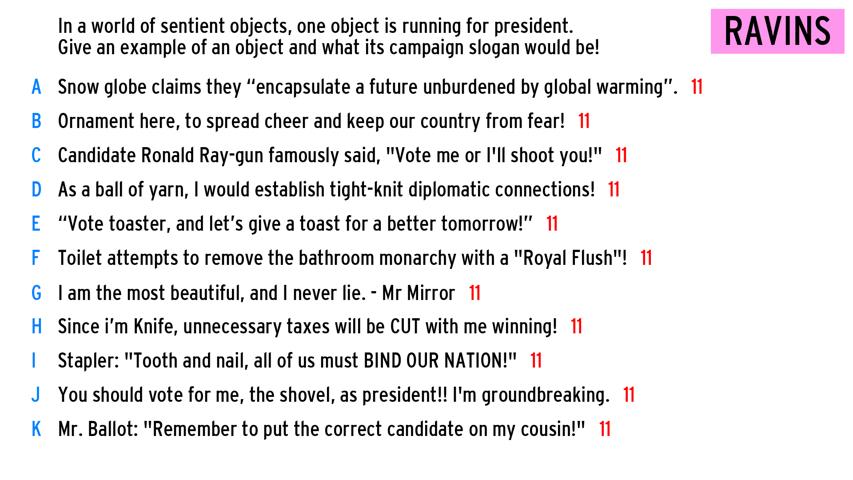 In a world of sentient objects, one object is running for president.
Give an example of an object and what its campaign slogan would be!
RAVINS
A Snow globe claims they “encapsulate a future unburdened by global warming”. 11
B Ornament here, to spread cheer and keep our country from fear! 11
C Candidate Ronald Ray-gun famously said, "Vote me or I'll shoot you!" 11
D As a ball of yarn, I would establish tight-knit diplomatic connections! 11
E “Vote toaster, and let’s give a toast for a better tomorrow!” 11
F Toilet attempts to remove the bathroom monarchy with a "Royal Flush"! 11
G I am the most beautiful, and I never lie. - Mr Mirror 11
H Since i’m Knife, unnecessary taxes will be CUT with me winning! 11
I Stapler: "Tooth and nail, all of us must BIND OUR NATION!" 11
J You should vote for me, the shovel, as president!! I'm groundbreaking. 11
K Mr. Ballot: "Remember to put the correct candidate on my cousin!" 11